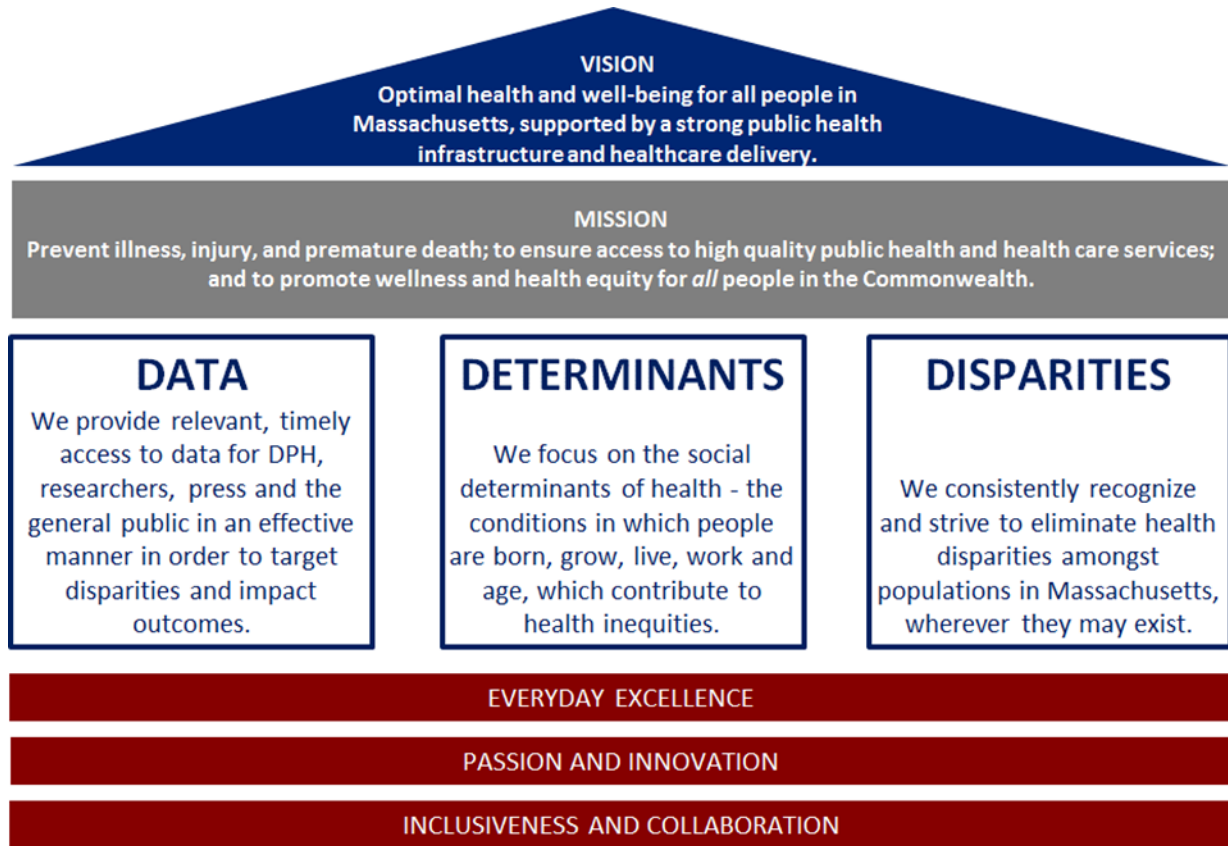 VISION
Optimal health and well-being for all people in
Massachusetts, supported by a strong public health
infrastructure and healthcare delivery.
MISSION
Prevent illness, injury, and premature death; to ensure access to high quality public health and health care services;
and to promote wellness and health equity for all people in the Commonwealth.
DATA
We provide relevant, timely
access to data for DPH,
researchers, press and the
general public in an effective
manner in order to target
disparities and impact
outcomes.
DETERMINANTS
We focus on the social
determinants of health - the
conditions in which people
are born, grow, live, work and
age, which contribute to
health inequities.
DISPARITIES
We consistently recognize
and strive to eliminate health
disparities amongst
populations in Massachusetts,
wherever they may exist.
EVERYDAY EXCELLENCE
PASSION AND INNOVATION
INCLUSIVENESS AND COLLABORATION